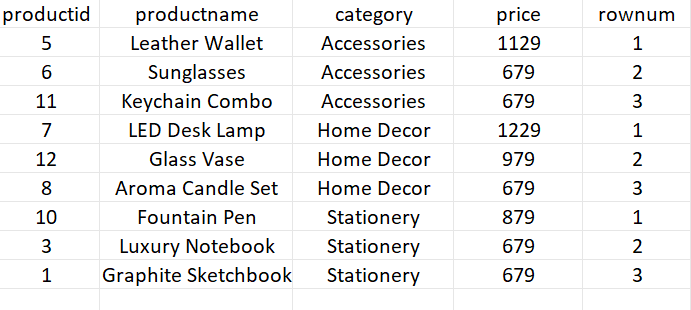 productid productname category price rownum
5 Leather Wallet Accessories 1129 1
6 Sunglasses Accessories 679 2
11 Keychain Combo Accessories 679 3
7 LED Desk Lamp Home Decor 1229 1
12 Glass Vase Home Decor 979 2
8 Aroma Candle Set Home Decor 679 3
10 Fountain Pen Stationery 879 1
3 Luxury Notebook Stationery 679 2
1 Graphite Sketchbook Stationery 679 3